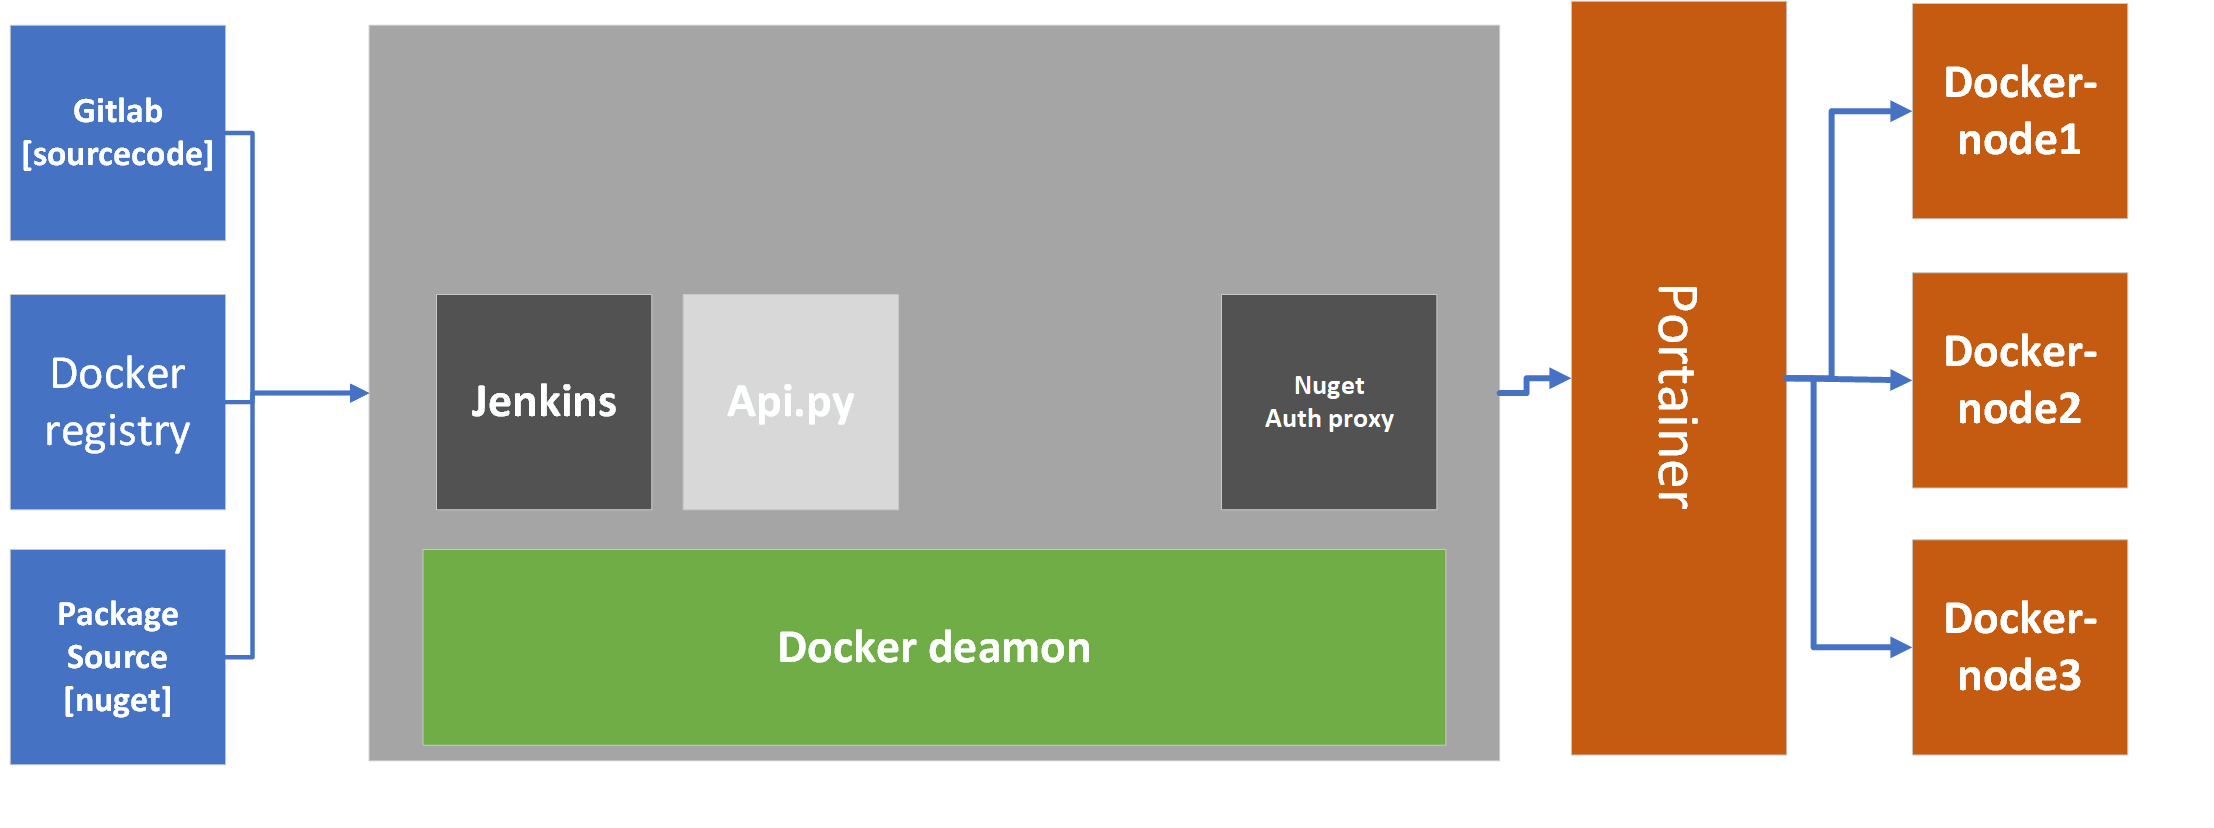 Gitlab
[sourcecode]
Docker
registry
Package
Source
[nuget]
Jenkins
Api.py
Nuget
Auth proxy
Docker deamon
Portainer
Docker-
node1
Docker-
node2
Docker-
node3